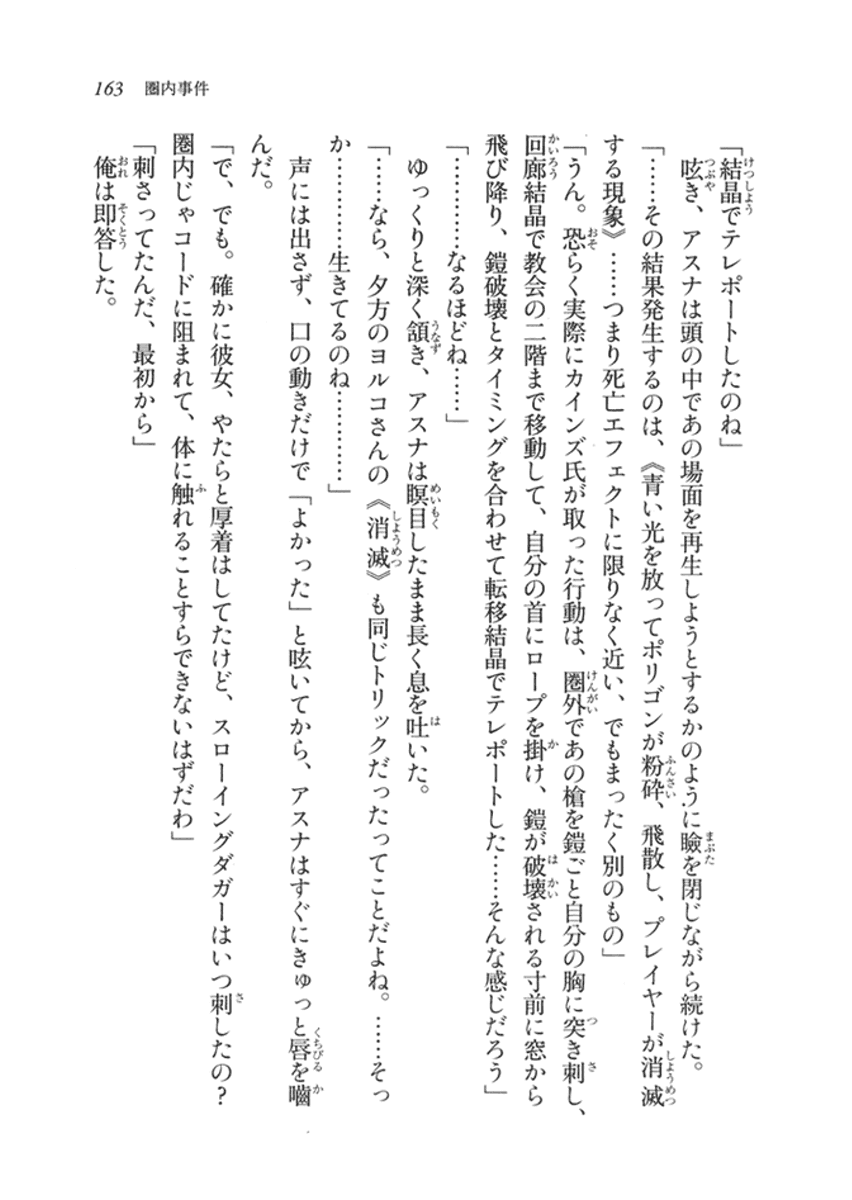 163 圏内事件
「結晶でテレポートしたのね」
　呟き、アスナは頭の中であの場面を再生しようとするかのように瞼を閉じながら続けた。
「……その結果発生するのは、《青い光を放ってポリゴンが粉砕、飛散し、プレイヤーが消滅
する現象》……つまり死亡エフェクトに限りなく近い、でもまったく別のもの」
「うん。恐らく実際にカインズ氏が取った行動は、圏外であの槍を鎧ごと自分の胸に突き刺し、
回廊結晶で教会の二階まで移動して、自分の首にロープを掛け、鎧が破壊される寸前に窓から
飛び降り、鎧破壊とタイミングを合わせて転移結晶でテレポートした……そんな感じだろう」
「…………なるほどね……」
　ゆっくりと深く頷き、アスナは瞑目したまま長く息を吐いた。
「……なら、夕方のヨルコさんの《消滅》も同じトリックだったってことだよね。……そっ
か…………生きてるのね…………」
　声には出さず、口の動きだけで「よかった」と呟いてから、アスナはすぐにきゅっと唇を嚙
んだ。
「で、でも。確かに彼女、やたらと厚着はしてたけど、スローイングダガーはいつ刺したの？
圏内じゃコードに阻まれて、体に触れることすらできないはずだわ」
「刺さってたんだ、最初から」
　俺は即答した。